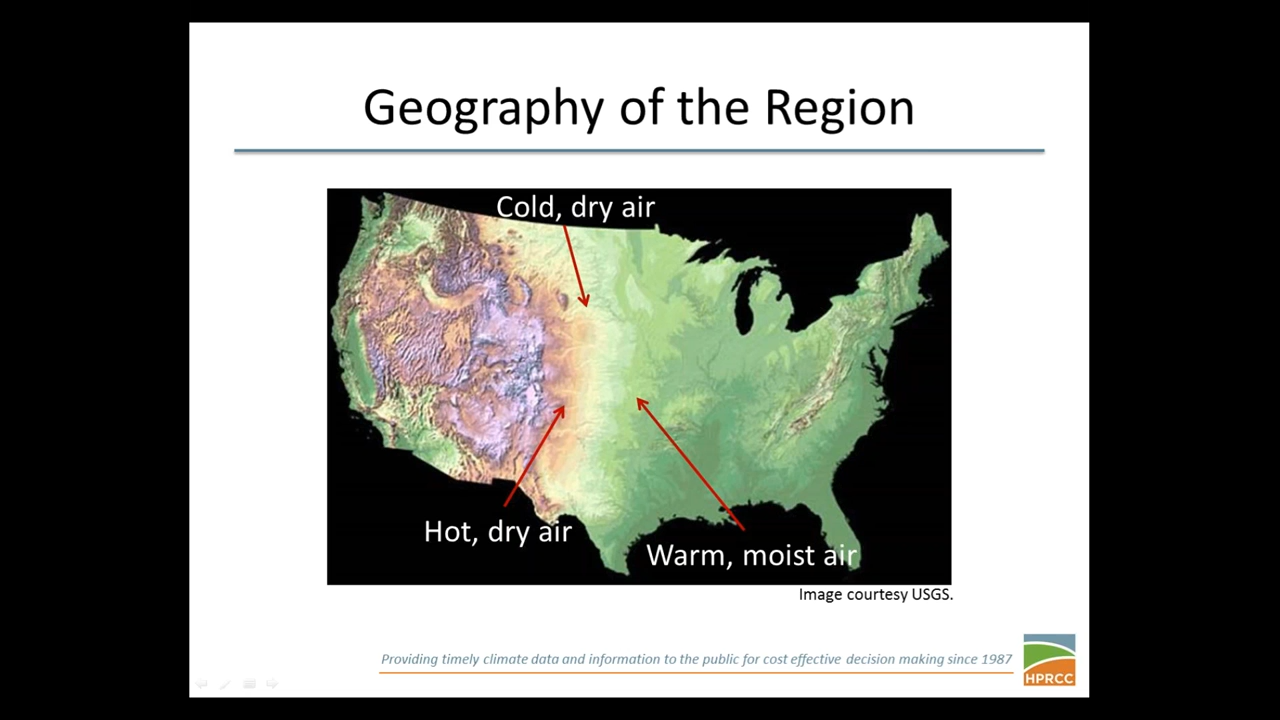 Geography of the Region
Cold, dry air
Hot, dry air
Warm, moist air
Image courtesy USGS.
Providing timely climate data and information to the public for cost effective decision making since 1987
HPRCC